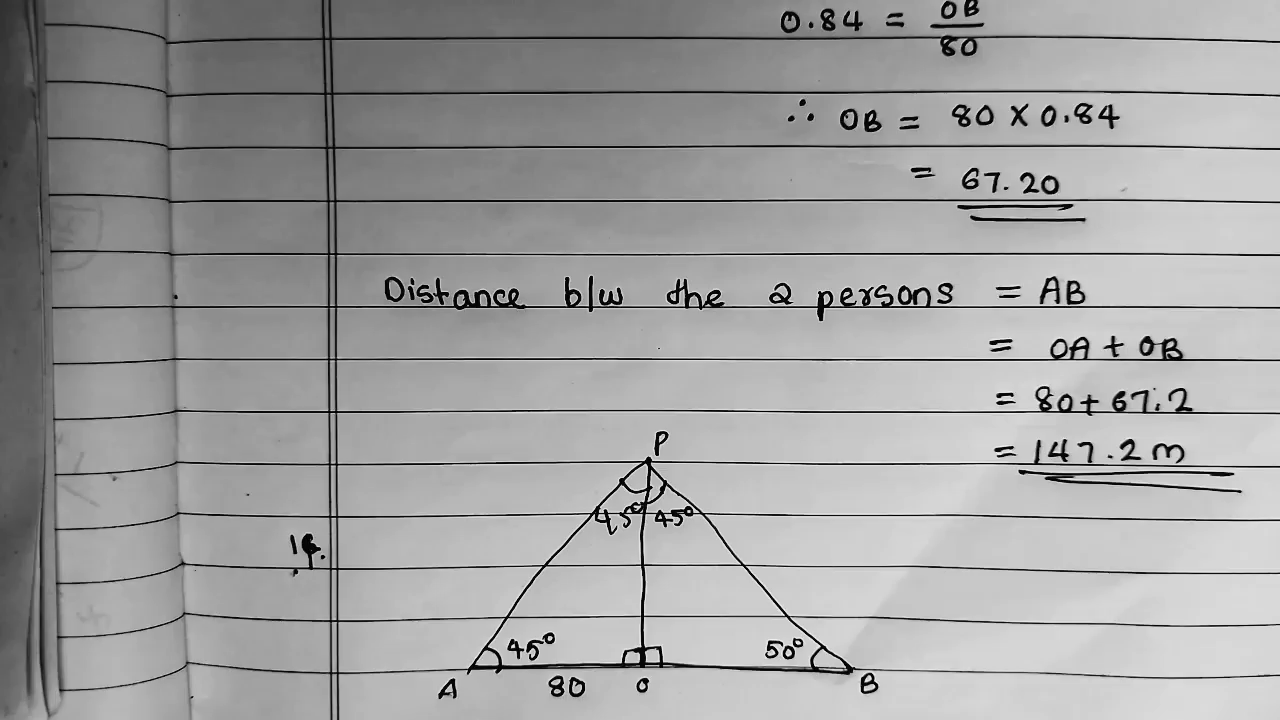 0.84 = OB/80
∴ OB = 80 X 0.84
= 67.20
Distance b/w the 2 persons = AB
= OA + OB
= 80 + 67.2
= 147.2 m
P
45° 45°
45° 50°
A 80 O B